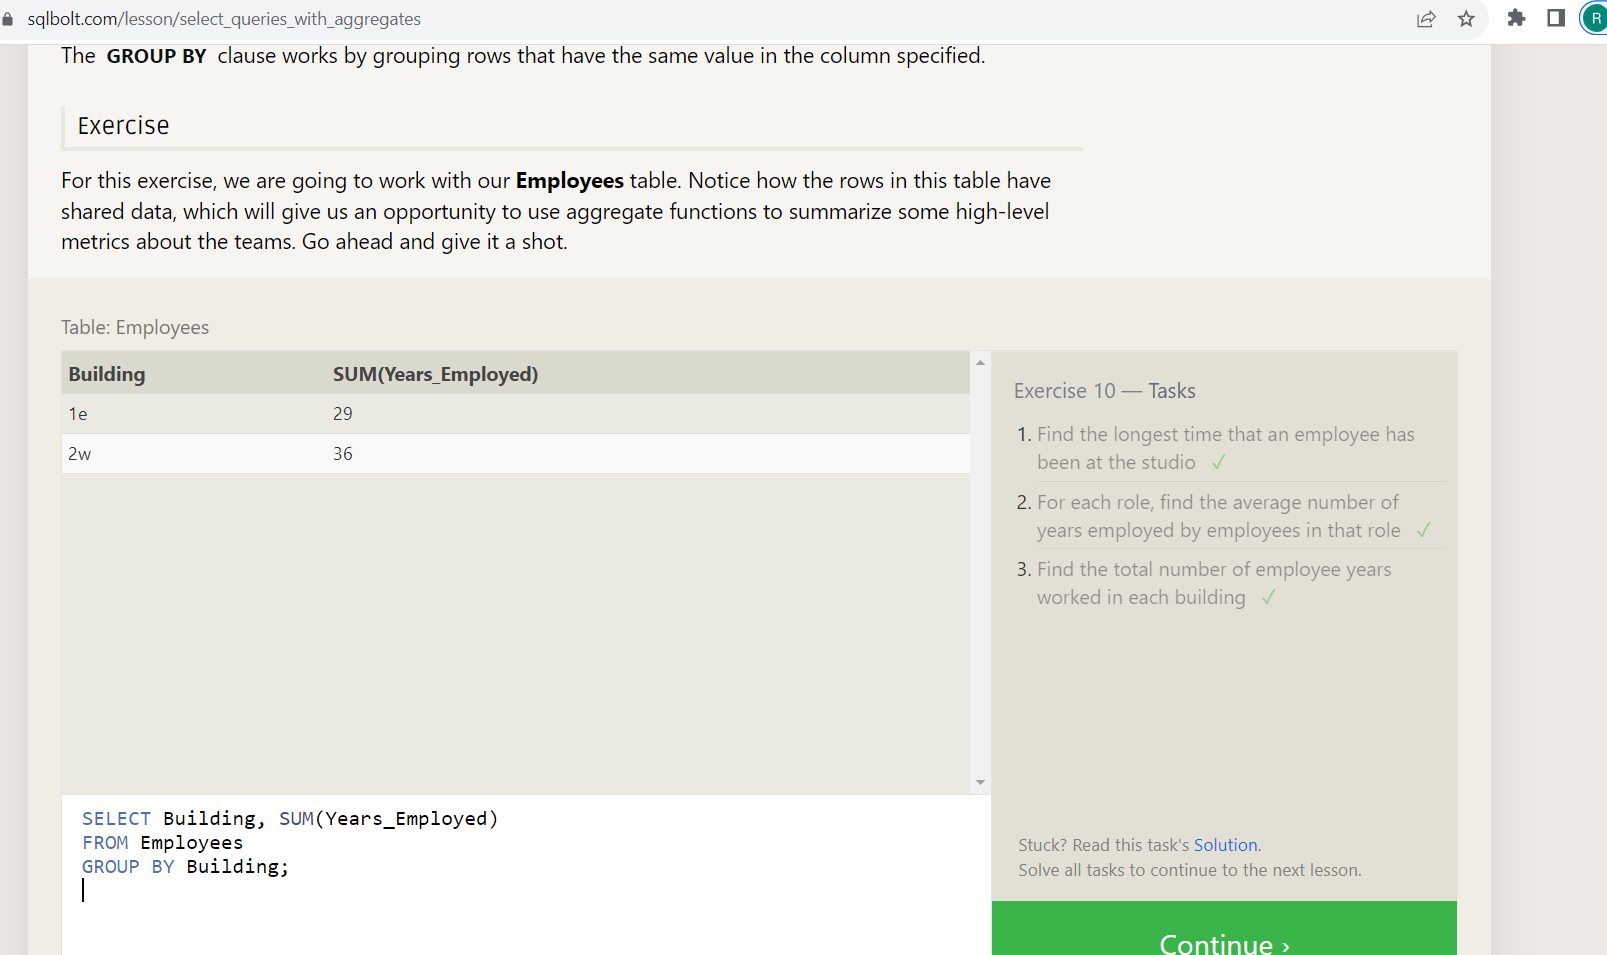 sqlbolt.com/lesson/select_queries_with_aggregates
R
The GROUP BY clause works by grouping rows that have the same value in the column specified.
Exercise
For this exercise, we are going to work with our Employees table. Notice how the rows in this table have
shared data, which will give us an opportunity to use aggregate functions to summarize some high-level
metrics about the teams. Go ahead and give it a shot.
Table: Employees
Building SUM(Years_Employed)
1e 29
2w 36
SELECT Building, SUM(Years_Employed)
FROM Employees
GROUP BY Building;
Exercise 10 — Tasks
1. Find the longest time that an employee has
been at the studio ✓
2. For each role, find the average number of
years employed by employees in that role ✓
3. Find the total number of employee years
worked in each building ✓
Stuck? Read this task's Solution.
Solve all tasks to continue to the next lesson.
Continue ›